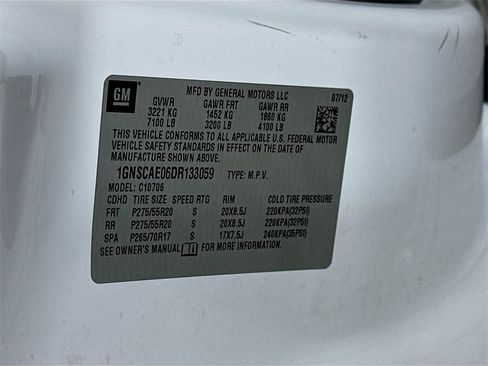 GM
MFD BY GENERAL MOTORS LLC
07/12
GVWR GAWR FRT GAWR RR
3221 KG 1452 KG 1860 KG
7100 LB 3200 LB 4100 LB
THIS VEHICLE CONFORMS TO ALL APPLICABLE U.S. FEDERAL MOTOR
VEHICLE SAFETY STANDARDS IN EFFECT ON THE DATE OF
MANUFACTURE SHOWN ABOVE.
1GNSCAE06DR133059 TYPE: M.P.V.
MODEL: C10706
CDHD TIRE SIZE SPEED RTG RIM COLD TIRE PRESSURE
FRT P275/55R20 S 20X8.5J 220KPA(32PSI)
RR P275/55R20 S 20X8.5J 220KPA(32PSI)
SPA P265/70R17 S 17X7.5J 240KPA(35PSI)
SEE OWNER'S MANUAL FOR MORE INFORMATION.